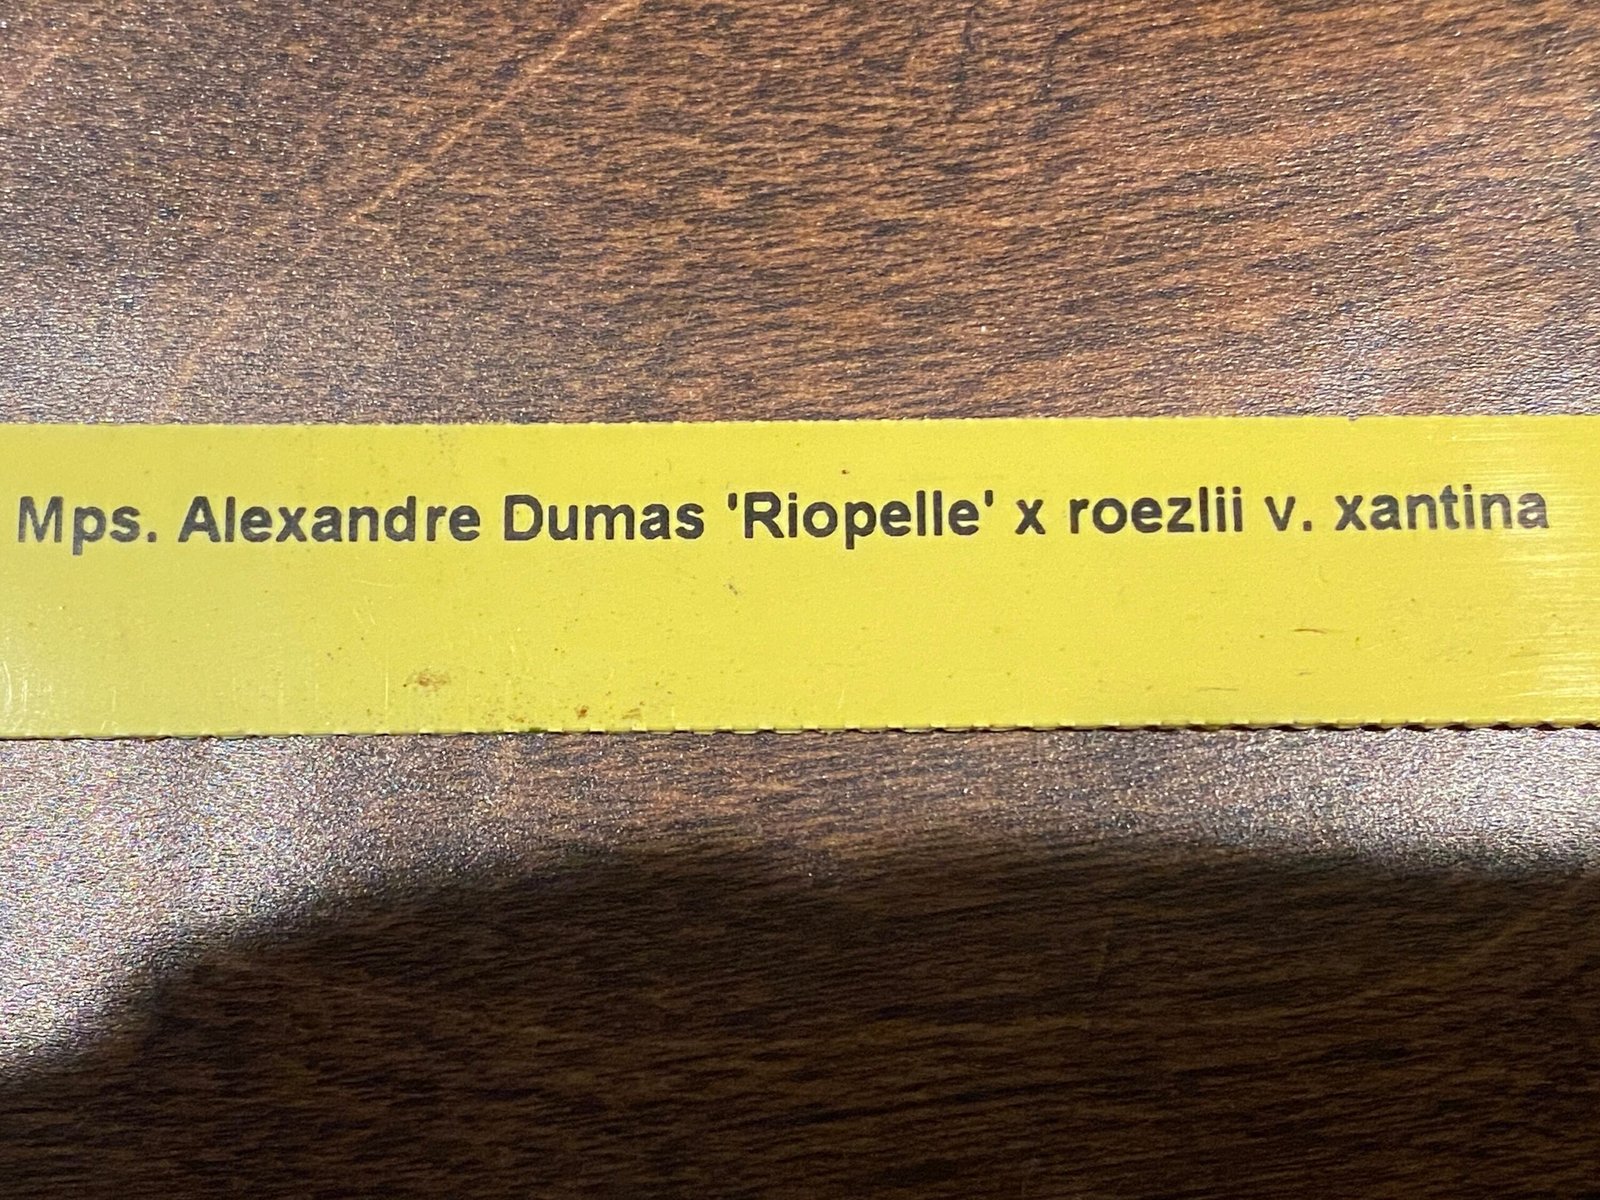 Mps. Alexandre Dumas 'Riopelle' x roezlii v. xantina